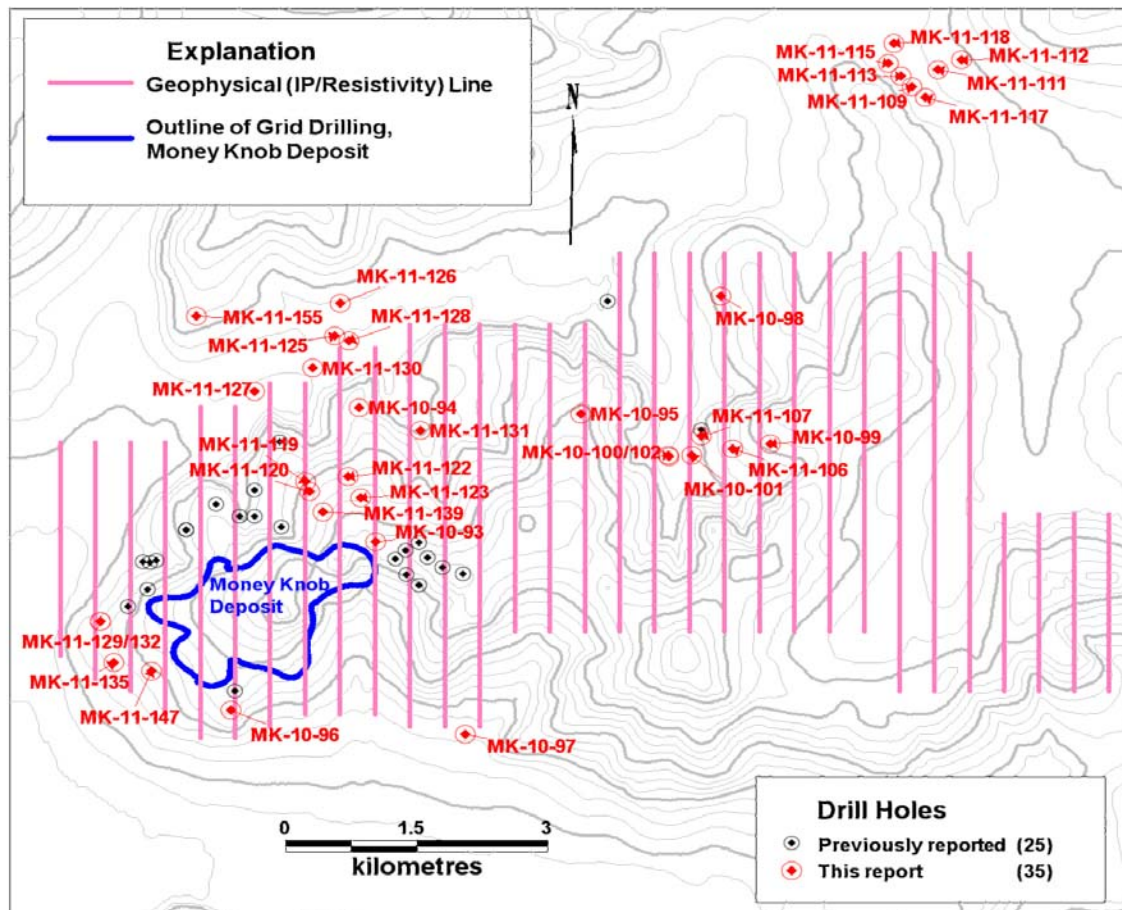 Explanation
Geophysical (IP/Resistivity) Line
Outline of Grid Drilling,
Money Knob Deposit
N
MK-11-118
MK-11-115
MK-11-112
MK-11-113
MK-11-111
MK-11-109
MK-11-117
MK-11-126
MK-11-155
MK-11-128
MK-11-125
MK-10-98
MK-11-130
MK-11-127
MK-10-94
MK-10-95
MK-11-107
MK-11-131
MK-10-99
MK-11-119
MK-10-100/102
MK-11-120
MK-11-122
MK-11-106
MK-11-123
MK-10-101
MK-11-139
MK-10-93
Money Knob
Deposit
MK-11-129/132
MK-11-135
MK-11-147
MK-10-96
MK-10-97
0 1.5 3
kilometres
Drill Holes
Previously reported (25)
This report (35)